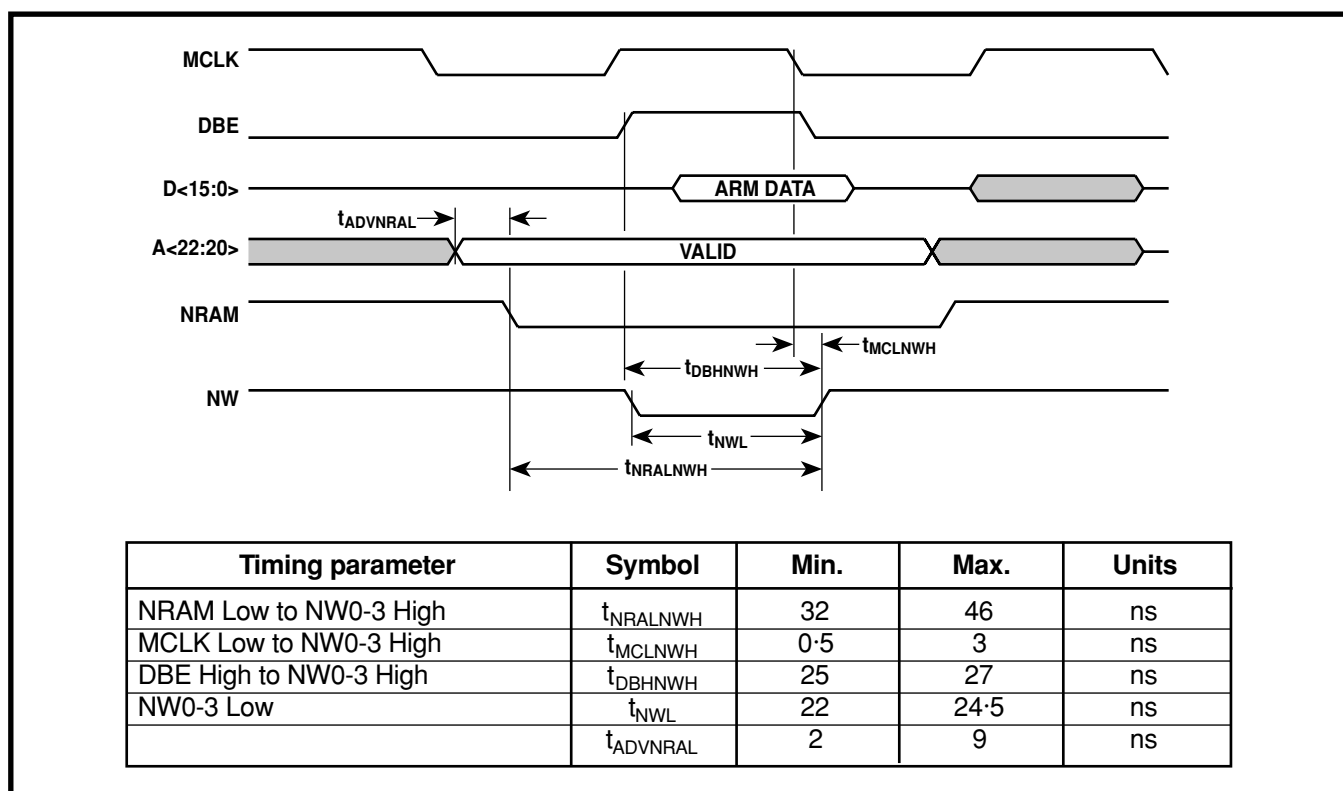 MCLK
DBE
D<15:0>
ARM DATA
tADVNRAL
A<22:20>
VALID
NRAM
tMCLNWH
tDBHNWH
NW
tNWL
tNRALNWH
Timing parameter Symbol Min. Max. Units
NRAM Low to NW0-3 High tNRALNWH 32 46 ns
MCLK Low to NW0-3 High tMCLNWH 0·5 3 ns
DBE High to NW0-3 High tDBHNWH 25 27 ns
NW0-3 Low tNWL 22 24·5 ns
tADVNRAL 2 9 ns